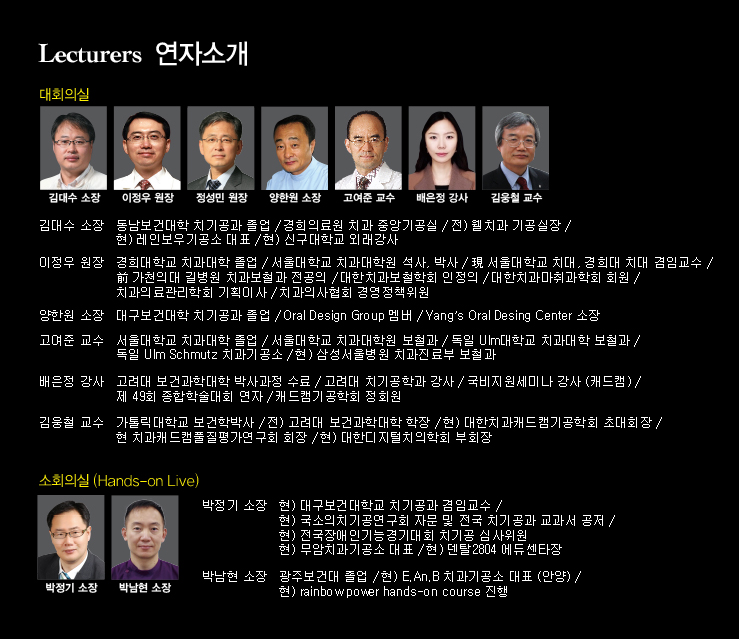 Lecturers 연자소개
대회의실
김대수 소장 이정우 원장 정성민 원장 양한원 소장 고여준 교수 배은정 강사 김웅철 교수
김대수 소장 동남보건대학 치기공과 졸업 / 경희의료원 치과 중앙기공실 / 전) 웰치과 기공실장 /
현) 레인보우기공소 대표 / 현) 신구대학교 외래강사
이정우 원장 경희대학교 치과대학 졸업 / 서울대학교 치과대학원 석사, 박사 / 現 서울대학교 치대, 경희대 치대 겸임교수 /
前 가천의대 길병원 치과보철과 전공의 / 대한치과보철학회 인정의 / 대한치과마취과학회 회원 /
치과의료관리학회 기획이사 / 치과의사협회 경영정책위원
양한원 소장 대구보건대학 치기공과 졸업 / Oral Design Group 멤버 / Yang's Oral Desing Center 소장
고여준 교수 서울대학교 치과대학 졸업 / 서울대학교 치과대학원 보철과 / 독일 Ulm대학교 치과대학 보철과 /
독일 Ulm Schmutz 치과기공소 / 현) 삼성서울병원 치과진료부 보철과
배은정 강사 고려대 보건과학대학 박사과정 수료 / 고려대 치기공학과 강사 / 국비지원세미나 강사 (캐드캠) /
제 49회 종합학술대회 연자 / 캐드캠기공학회 정회원
김웅철 교수 가톨릭대학교 보건학박사 / 전) 고려대 보건과학대학 학장 / 현) 대한치과캐드캠기공학회 초대회장 /
현 치과캐드캠품질평가연구회 회장 / 현) 대한디지털치의학회 부회장
소회의실 (Hands-on Live)
박정기 소장 박남현 소장
박정기 소장 현) 대구보건대학교 치기공과 겸임교수 /
현) 국소의치기공연구회 자문 및 전국 치기공과 교과서 공저 /
현) 전국장애인기능경기대회 치기공 심사위원
현) 무암치과기공소 대표 / 현) 덴탈2804 에듀센타장
박남현 소장 광주보건대 졸업 / 현) E.An.B 치과기공소 대표 (안양) /
현) rainbow power hands-on course 진행